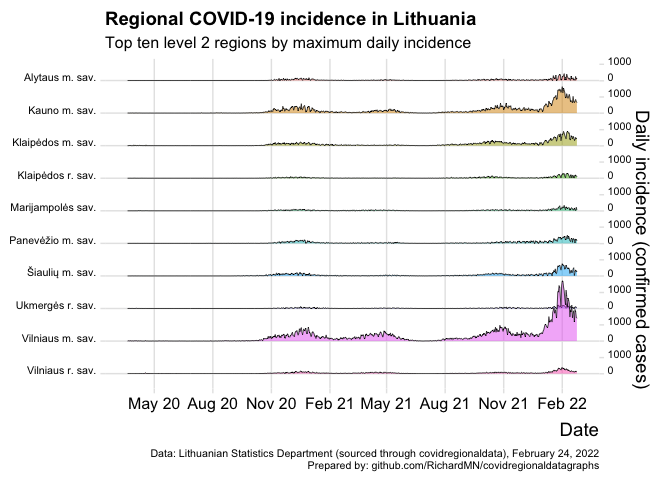 Regional COVID-19 incidence in Lithuania
Top ten level 2 regions by maximum daily incidence
1000
Alytaus m. sav.
0
1000
Kauno m. sav.
0
1000
Klaipėdos m. sav.
0
1000
Klaipėdos r. sav.
0
1000
Marijampolės sav.
0
1000
Panevėžio m. sav.
0
1000
Šiaulių m. sav.
0
1000
Ukmergės r. sav.
0
1000
Vilniaus m. sav.
0
1000
Vilniaus r. sav.
0
Daily incidence (confirmed cases)
May 20 Aug 20 Nov 20 Feb 21 May 21 Aug 21 Nov 21 Feb 22
Date
Data: Lithuanian Statistics Department (sourced through covidregionaldata), February 24, 2022
Prepared by: github.com/RichardMN/covidregionaldatagraphs